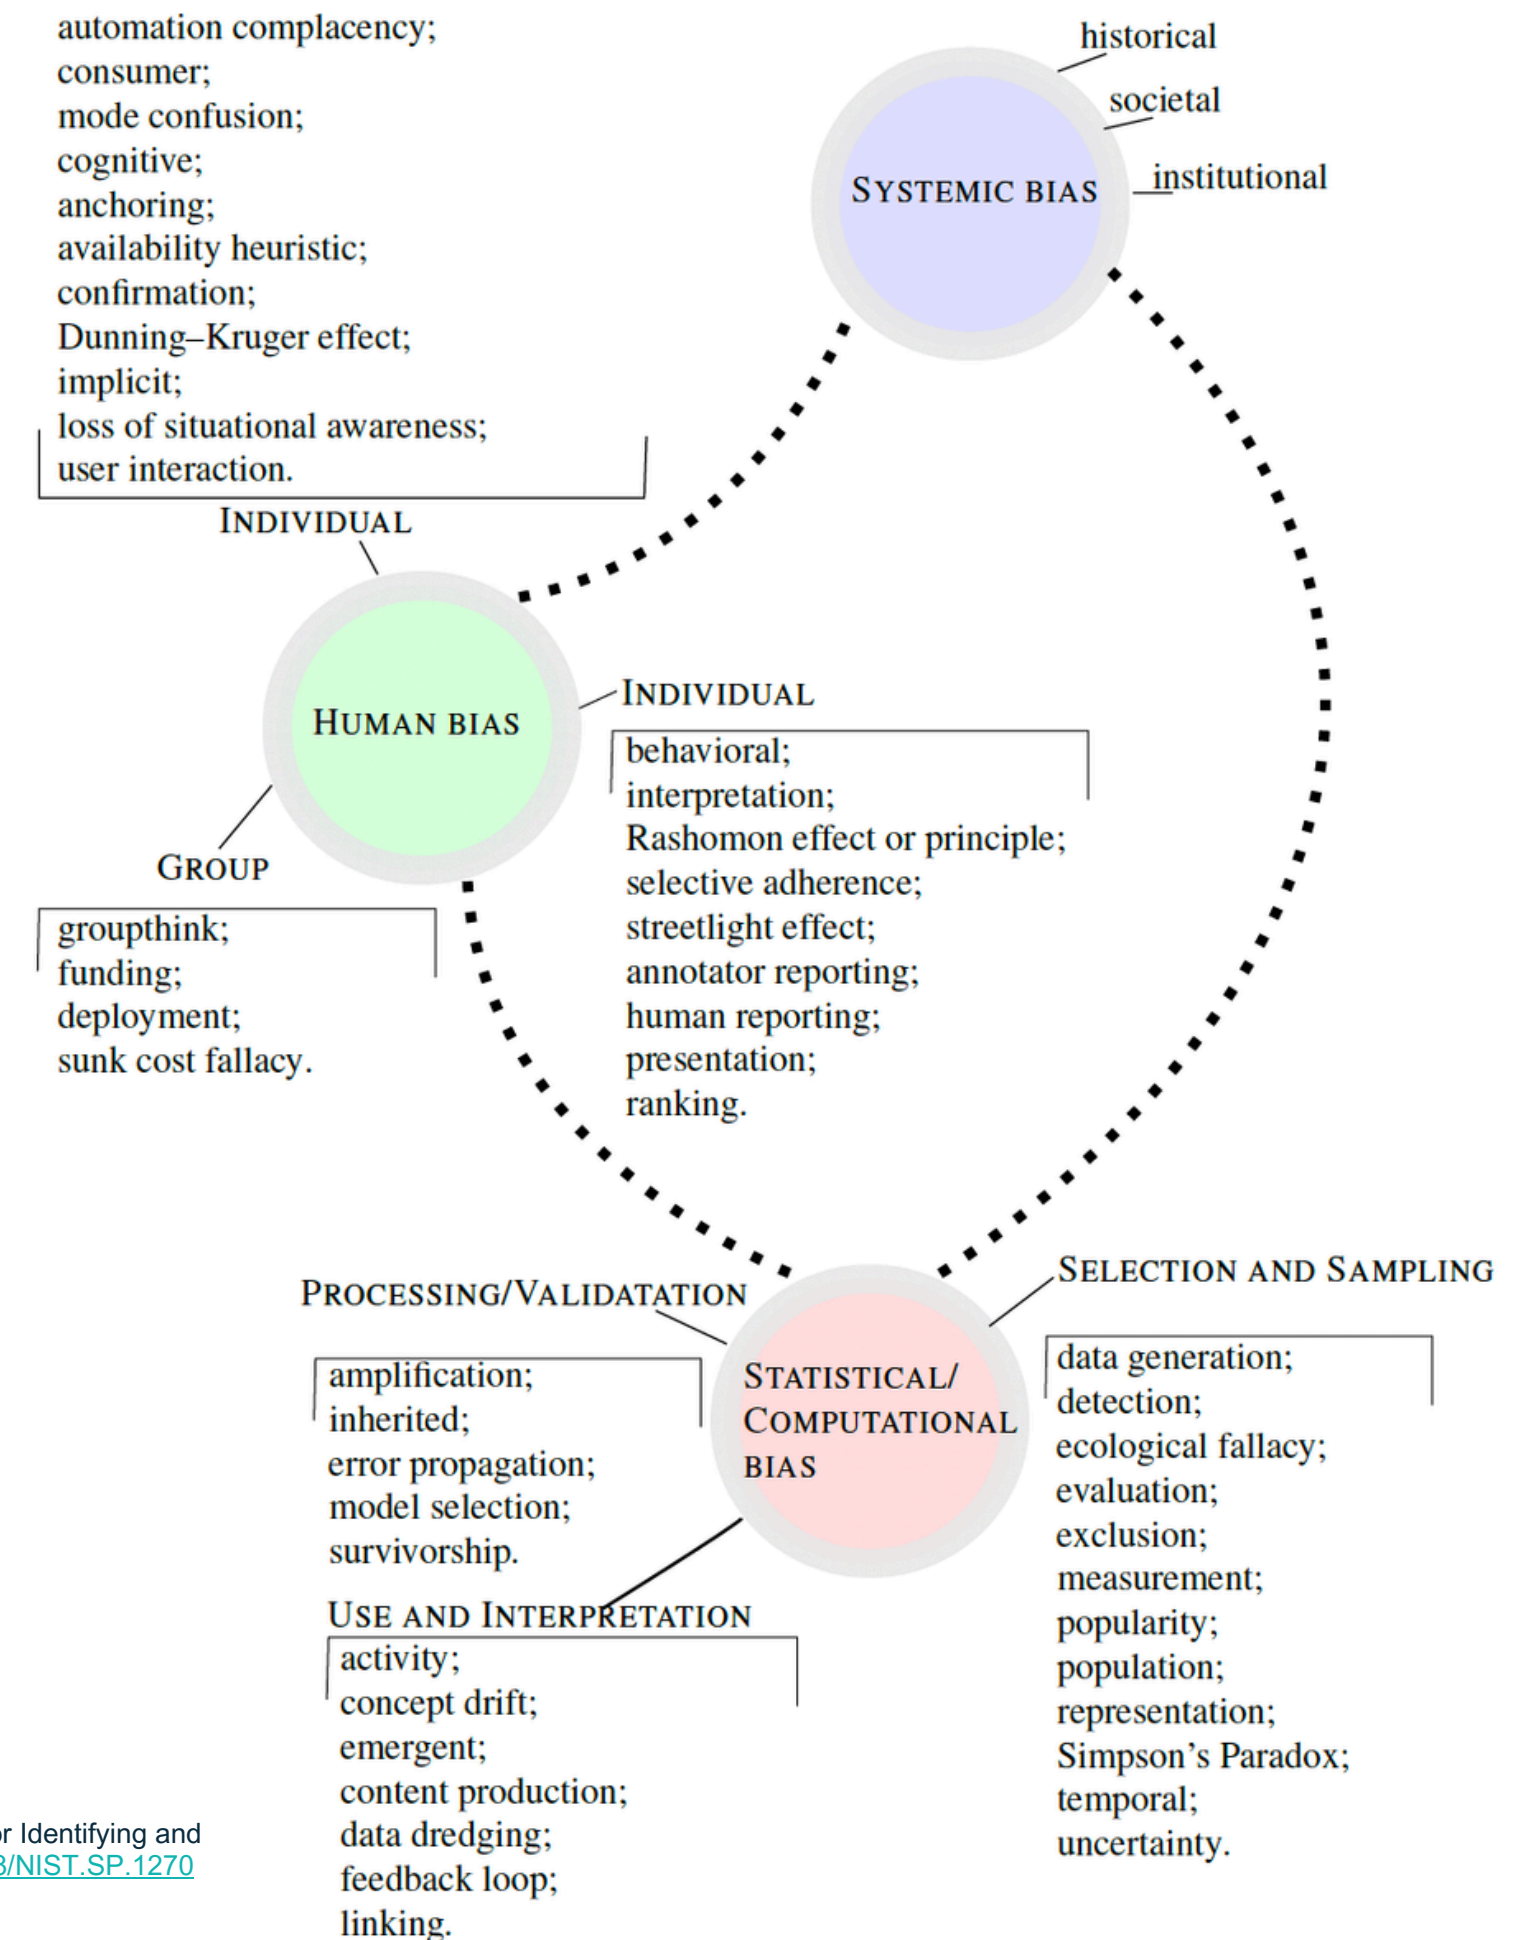 automation complacency;
consumer;
mode confusion;
cognitive;
anchoring;
availability heuristic;
confirmation;
Dunning–Kruger effect;
implicit;
loss of situational awareness;
user interaction.
INDIVIDUAL
historical
societal
institutional
SYSTEMIC BIAS
HUMAN BIAS
INDIVIDUAL
behavioral;
interpretation;
Rashomon effect or principle;
selective adherence;
streetlight effect;
annotator reporting;
human reporting;
presentation;
ranking.
GROUP
groupthink;
funding;
deployment;
sunk cost fallacy.
PROCESSING/VALIDATATION
amplification;
inherited;
error propagation;
model selection;
survivorship.
STATISTICAL/
COMPUTATIONAL
BIAS
SELECTION AND SAMPLING
data generation;
detection;
ecological fallacy;
evaluation;
exclusion;
measurement;
popularity;
population;
representation;
Simpson's Paradox;
temporal;
uncertainty.
USE AND INTERPRETATION
activity;
concept drift;
emergent;
content production;
data dredging;
feedback loop;
linking.
or Identifying and
/NIST.SP.1270